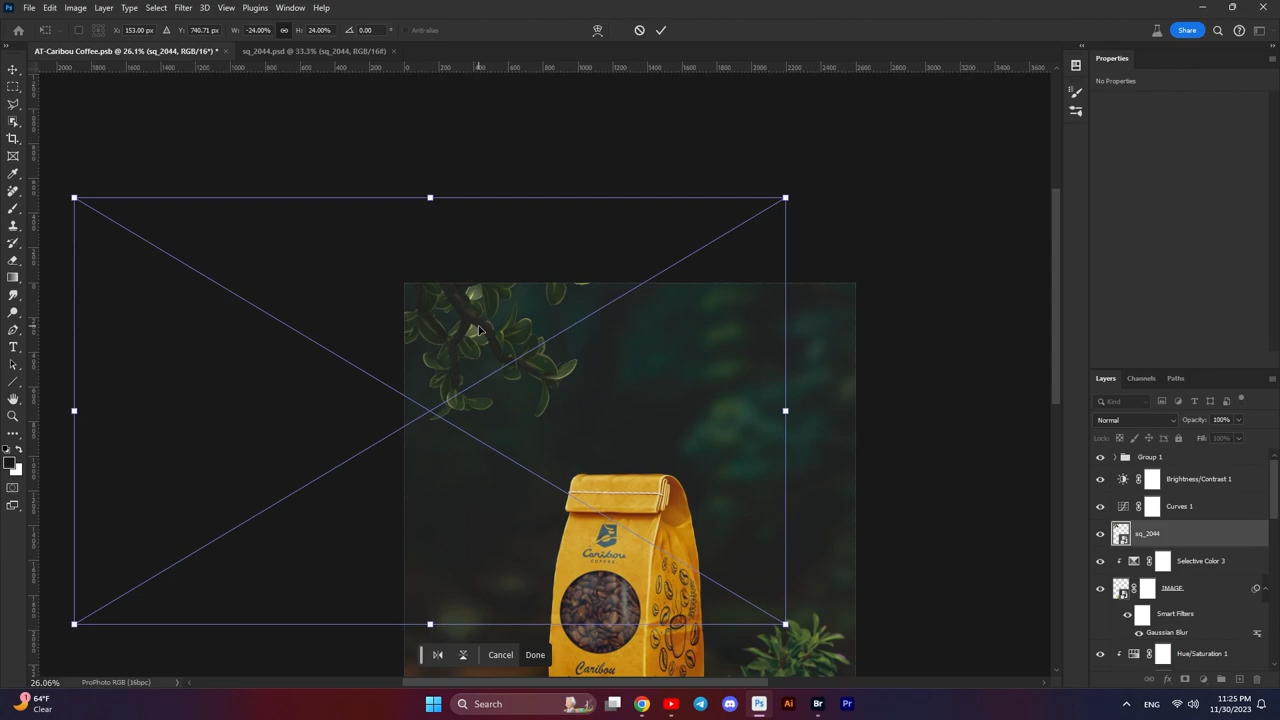 File Edit Image Layer Type Select Filter 3D View Plugins Window Help
X: 153.00 px Y: 740.71 px W: -24.00% H: 24.00% 0.00 ° Anti-alias Share
AT-Caribou Coffee.psb @ 26.1% (sq_2044, RGB/16*) * × sq_2044.psd @ 33.3% (sq_2044, RGB/16#) ×
Properties
No Properties
Layers Channels Paths
Kind
Normal Opacity: 100%
Lock: Fill: 100%
Group 1
Brightness/Contrast 1
Curves 1
sq_2044
Selective Color 3
IMAGE
Smart Filters
Gaussian Blur
Hue/Saturation 1
Caribou
COFFEE
Caribou
Cancel Done
26.06% ProPhoto RGB (16bpc)
1
64°F
Clear
Search
ENG
11:25 PM
11/30/2023